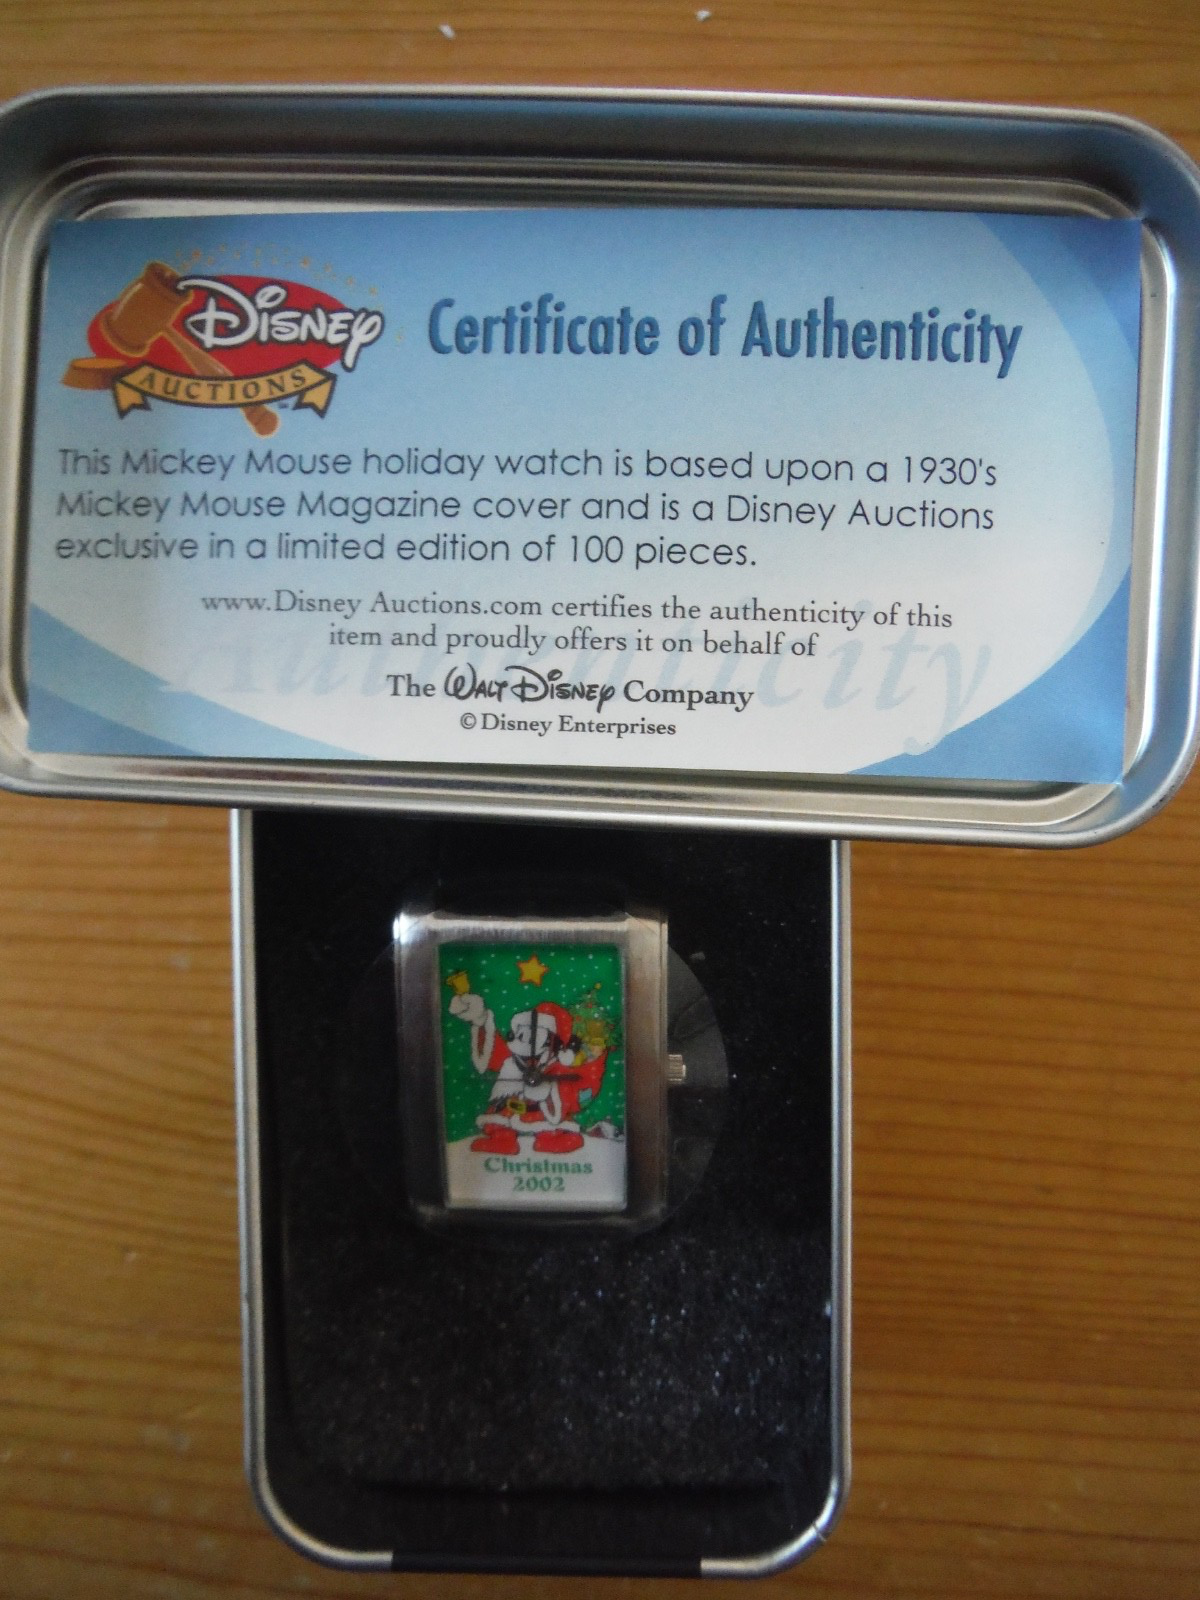 Disney
AUCTIONS™
Certificate of Authenticity
This Mickey Mouse holiday watch is based upon a 1930's
Mickey Mouse Magazine cover and is a Disney Auctions
exclusive in a limited edition of 100 pieces.
www.Disney Auctions.com certifies the authenticity of this
item and proudly offers it on behalf of
The Walt Disney Company
© Disney Enterprises
Authenticity
Christmas
2002